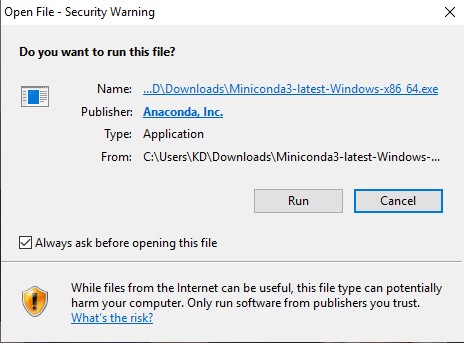 Open File - Security Warning
Do you want to run this file?
Name: ...D\Downloads\Miniconda3-latest-Windows-x86_64.exe
Publisher: Anaconda, Inc.
Type: Application
From: C:\Users\KD\Downloads\Miniconda3-latest-Windows-...
Run Cancel
Always ask before opening this file
While files from the Internet can be useful, this file type can potentially
harm your computer. Only run software from publishers you trust.
What's the risk?